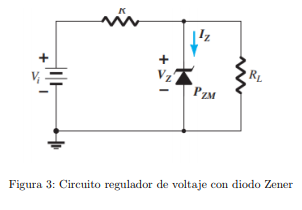 R
I_Z
+
+
V_i
V_Z
R_L
−
−
P_ZM
Figura 3: Circuito regulador de voltaje con diodo Zener